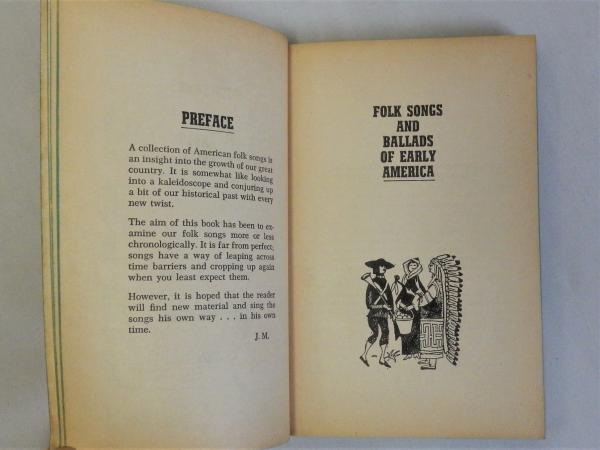 PREFACE
A collection of American folk songs is
an insight into the growth of our great
country. It is somewhat like looking
into a kaleidoscope and conjuring up
a bit of our historical past with every
new twist.
The aim of this book has been to ex-
amine our folk songs more or less
chronologically. It is far from perfect;
songs have a way of leaping across
time barriers and cropping up again
when you least expect them.
However, it is hoped that the reader
will find new material and sing the
songs his own way . . . in his own
time.
J. M.
FOLK SONGS
AND
BALLADS
OF EARLY
AMERICA